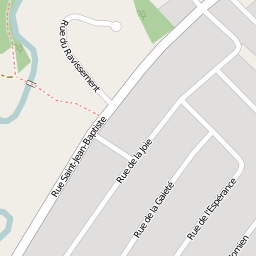 Rue du Ravissement
Rue Saint-Jean-Baptiste
Rue de la Joie
Rue de la Gaieté
Rue de l'Espérance